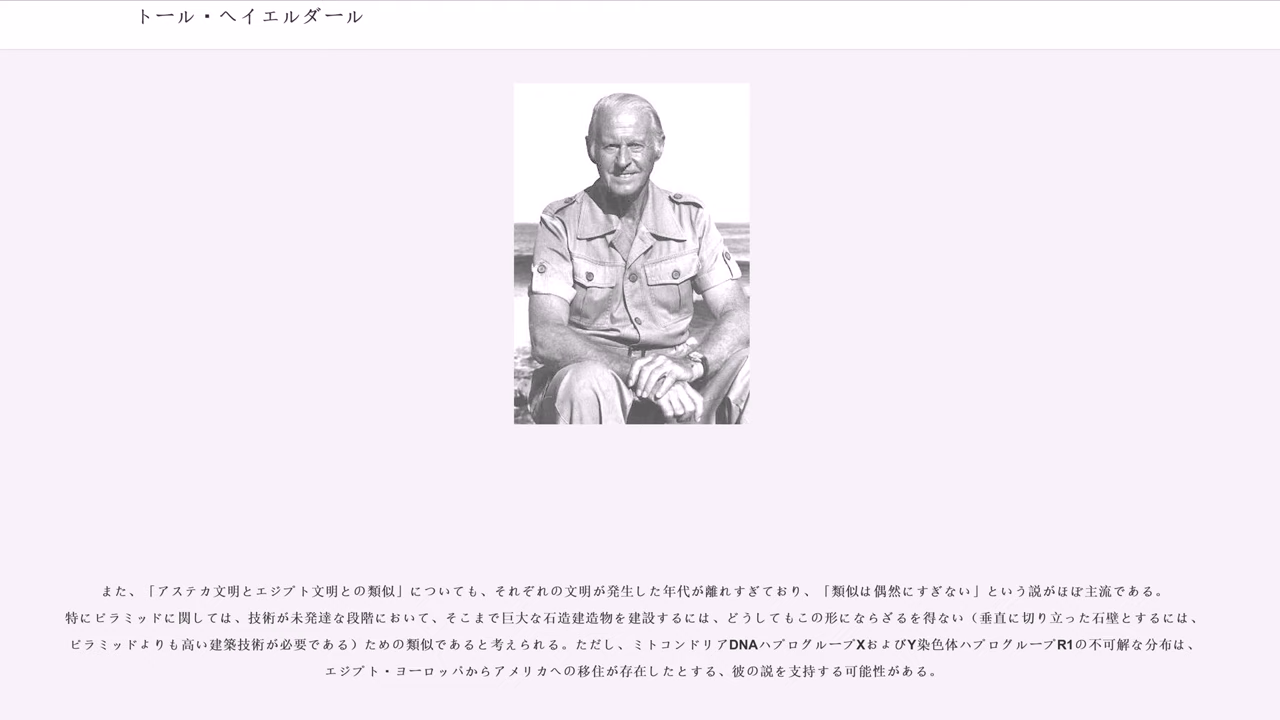 トール・ヘイエルダール
また、「アステカ文明とエジプト文明との類似」についても、それぞれの文明が発生した年代が離れすぎており、「類似は偶然にすぎない」という説がほぼ主流である。
特にピラミッドに関しては、技術が未発達な段階において、そこまで巨大な石造建造物を建設するには、どうしてもこの形にならざるを得ない（垂直に切り立った石壁とするには、
ピラミッドよりも高い建築技術が必要である）ための類似であると考えられる。ただし、ミトコンドリアDNAハプログループXおよびY染色体ハプログループR1の不可解な分布は、
エジプト・ヨーロッパからアメリカへの移住が存在したとする、彼の説を支持する可能性がある。